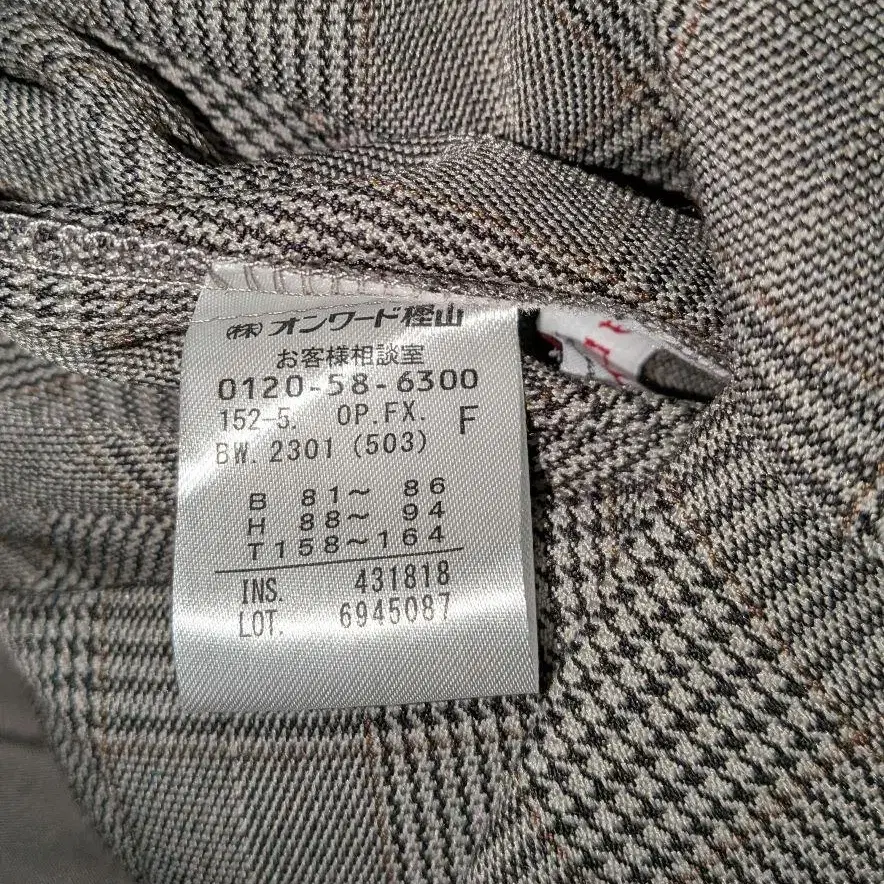 (株)オンワード樫山
お客様相談室
0120-58-6300
152-5. OP.FX. F
BW. 2301 (503)
B 81〜 86
H 88〜 94
T158〜164
INS. 431818
LOT. 6945087